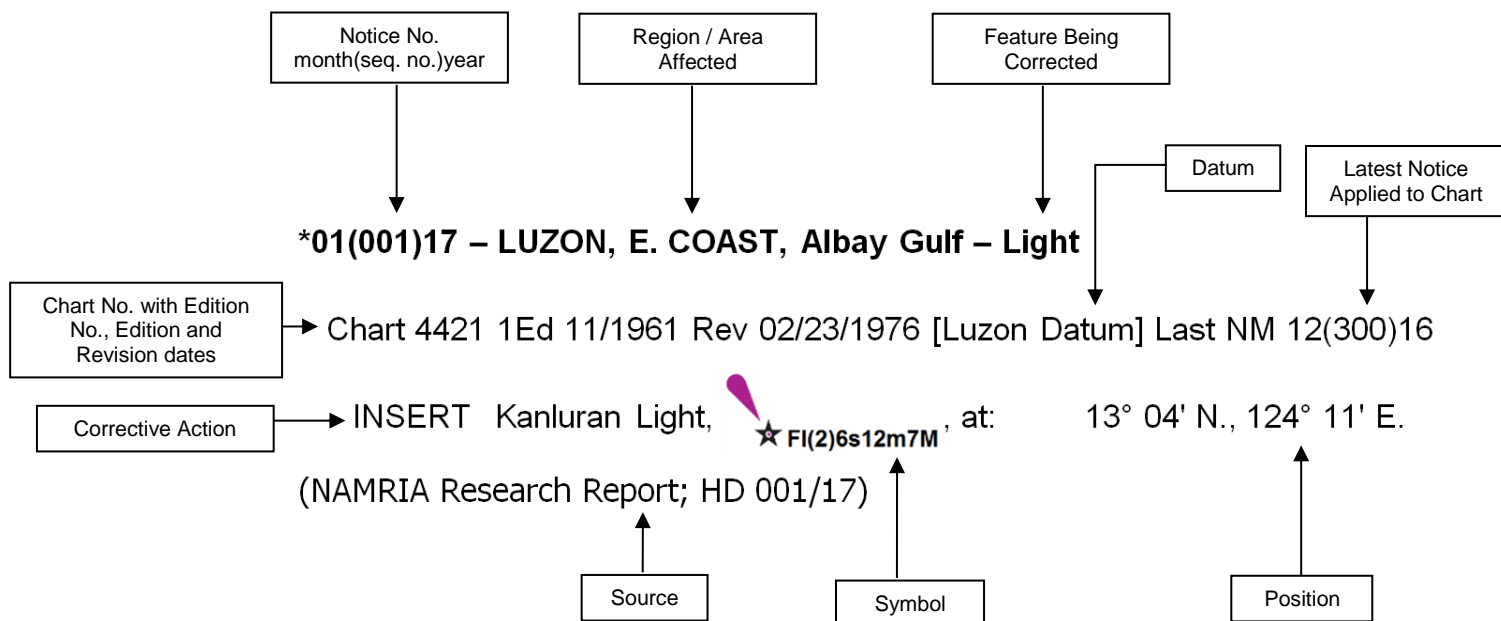 Notice No.
month(seq. no.)year
Region / Area
Affected
Feature Being
Corrected
Datum
Latest Notice
Applied to Chart
*01(001)17 – LUZON, E. COAST, Albay Gulf – Light
Chart No. with Edition
No., Edition and
Revision dates
Chart 4421 1Ed 11/1961 Rev 02/23/1976 [Luzon Datum] Last NM 12(300)16
Corrective Action
INSERT Kanluran Light, Fl(2)6s12m7M , at: 13° 04' N., 124° 11' E.
(NAMRIA Research Report; HD 001/17)
Source
Symbol
Position